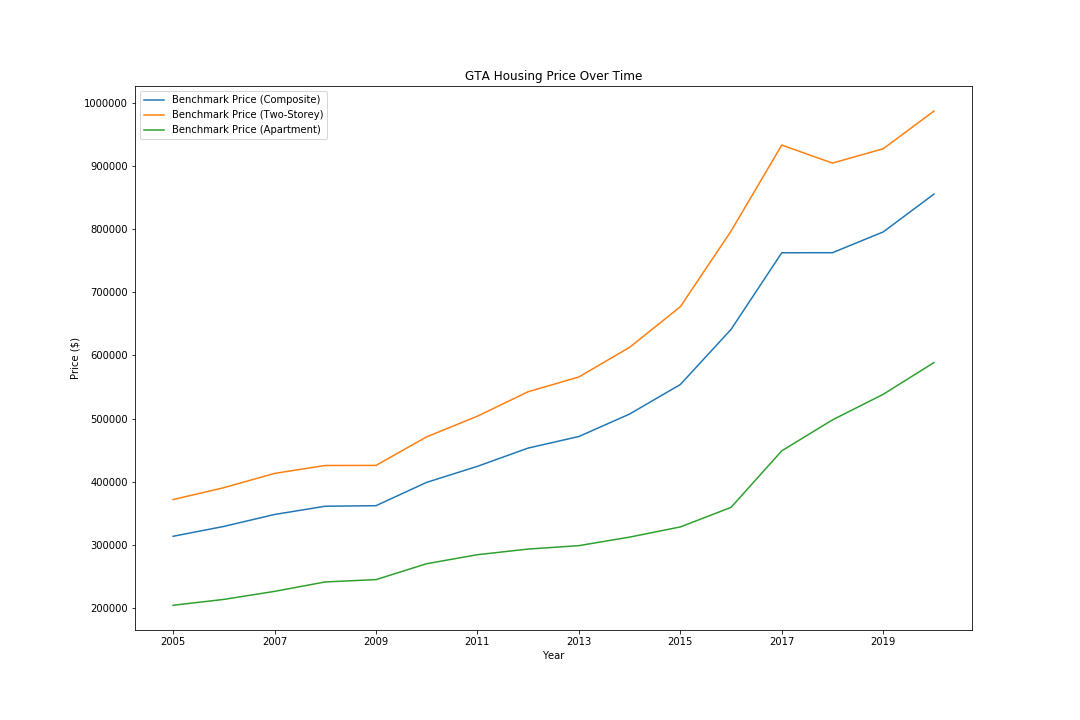 GTA Housing Price Over Time
Benchmark Price (Composite)
Benchmark Price (Two-Storey)
Benchmark Price (Apartment)
1000000
900000
800000
700000
600000
500000
400000
300000
200000
Price ($)
2005 2007 2009 2011 2013 2015 2017 2019
Year